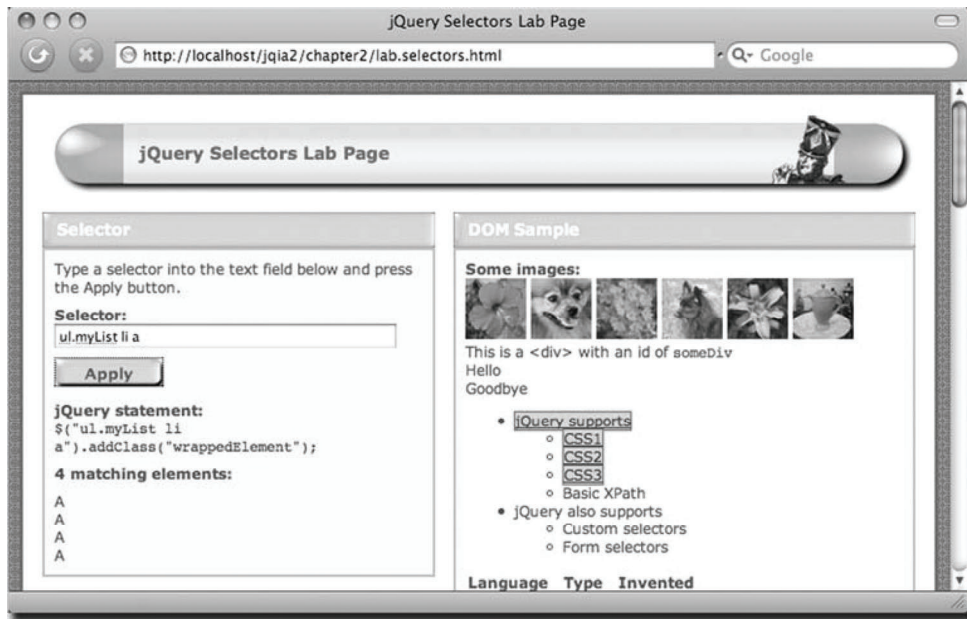 jQuery Selectors Lab Page
http://localhost/jqia2/chapter2/lab.selectors.html
Google
jQuery Selectors Lab Page
Selector
Type a selector into the text field below and press
the Apply button.
Selector:
ul.myList li a
Apply
jQuery statement:
$("ul.myList li
a").addClass("wrappedElement");
4 matching elements:
A
A
A
A
DOM Sample
Some images:
This is a <div> with an id of someDiv
Hello
Goodbye
jQuery supports
CSS1
CSS2
CSS3
Basic XPath
jQuery also supports
Custom selectors
Form selectors
Language Type Invented